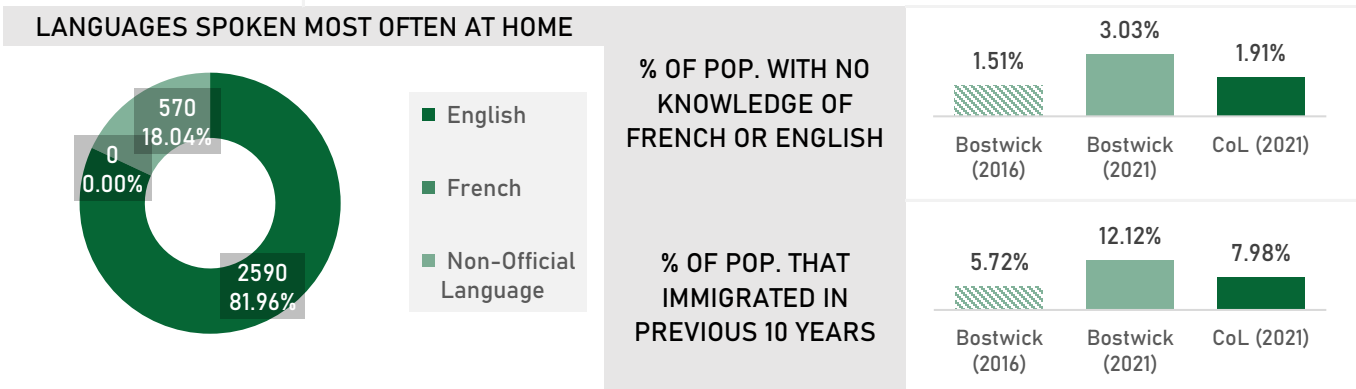 LANGUAGES SPOKEN MOST OFTEN AT HOME
570
18.04%
0
0.00%
2590
81.96%
English
French
Non-Official
Language
% OF POP. WITH NO
KNOWLEDGE OF
FRENCH OR ENGLISH
1.51%
3.03%
1.91%
Bostwick
(2016)
Bostwick
(2021)
CoL (2021)
% OF POP. THAT
IMMIGRATED IN
PREVIOUS 10 YEARS
5.72%
12.12%
7.98%
Bostwick
(2016)
Bostwick
(2021)
CoL (2021)